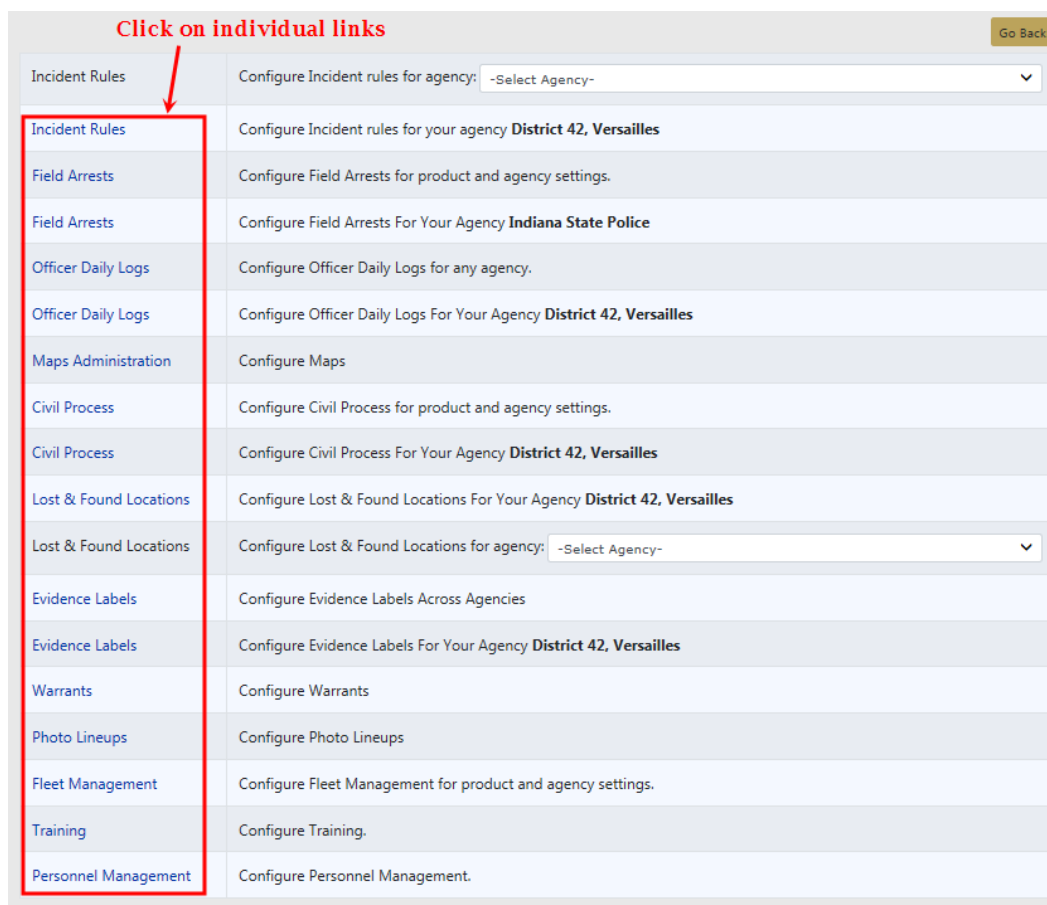 Click on individual links
Go Back
Incident Rules Configure Incident rules for agency: -Select Agency-
Incident Rules Configure Incident rules for your agency District 42, Versailles
Field Arrests Configure Field Arrests for product and agency settings.
Field Arrests Configure Field Arrests For Your Agency Indiana State Police
Officer Daily Logs Configure Officer Daily Logs for any agency.
Officer Daily Logs Configure Officer Daily Logs For Your Agency District 42, Versailles
Maps Administration Configure Maps
Civil Process Configure Civil Process for product and agency settings.
Civil Process Configure Civil Process For Your Agency District 42, Versailles
Lost & Found Locations Configure Lost & Found Locations For Your Agency District 42, Versailles
Lost & Found Locations Configure Lost & Found Locations for agency: -Select Agency-
Evidence Labels Configure Evidence Labels Across Agencies
Evidence Labels Configure Evidence Labels For Your Agency District 42, Versailles
Warrants Configure Warrants
Photo Lineups Configure Photo Lineups
Fleet Management Configure Fleet Management for product and agency settings.
Training Configure Training.
Personnel Management Configure Personnel Management.